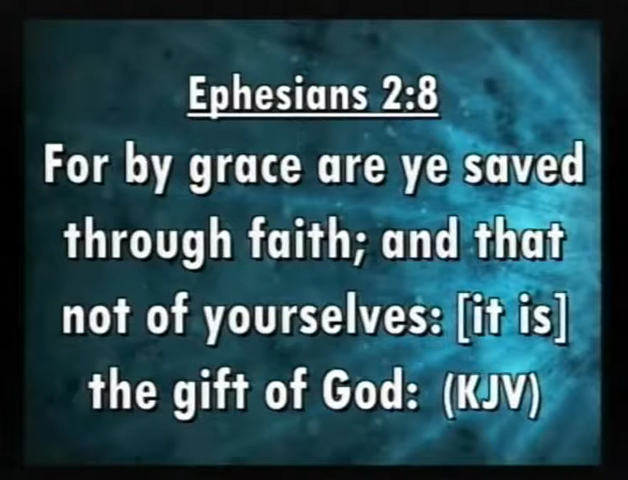 Ephesians 2:8
For by grace are ye saved
through faith; and that
not of yourselves: [it is]
the gift of God: (KJV)